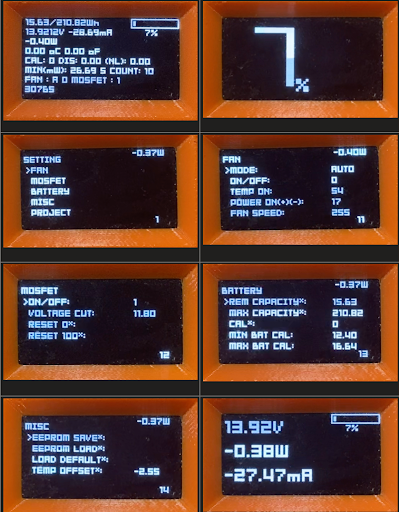 15.63/210.82Wh
13.9212V -28.69mA
7%
-0.40W
0.00 oC 0.00 oF
CAL: 0 DIS: 0.00 (NL): 0.00
MIN(mW): 26.69 S COUNT: 10
FAN : A 0 MOSFET : 1
30765
7%
-0.37W
SETTING
>FAN
MOSFET
BATTERY
MISC
PROJECT
1
-0.40W
FAN
>MODE: AUTO
ON/OFF: 0
TEMP ON: 54
POWER ON(+)(-): 17
FAN SPEED: 255
11
MOSFET
>ON/OFF: 1
VOLTAGE CUT: 11.80
RESET 0*:
RESET 100*:
12
BATTERY -0.37W
>REM CAPACITY*: 15.63
MAX CAPACITY*: 210.82
CAL*: 0
MIN BAT CAL: 12.40
MAX BAT CAL: 16.64
13
-0.37W
MISC
>EEPROM SAVE*:
EEPROM LOAD*:
LOAD DEFAULT*:
TEMP OFFSET*: -2.55
14
13.92V
7%
-0.38W
-27.47mA